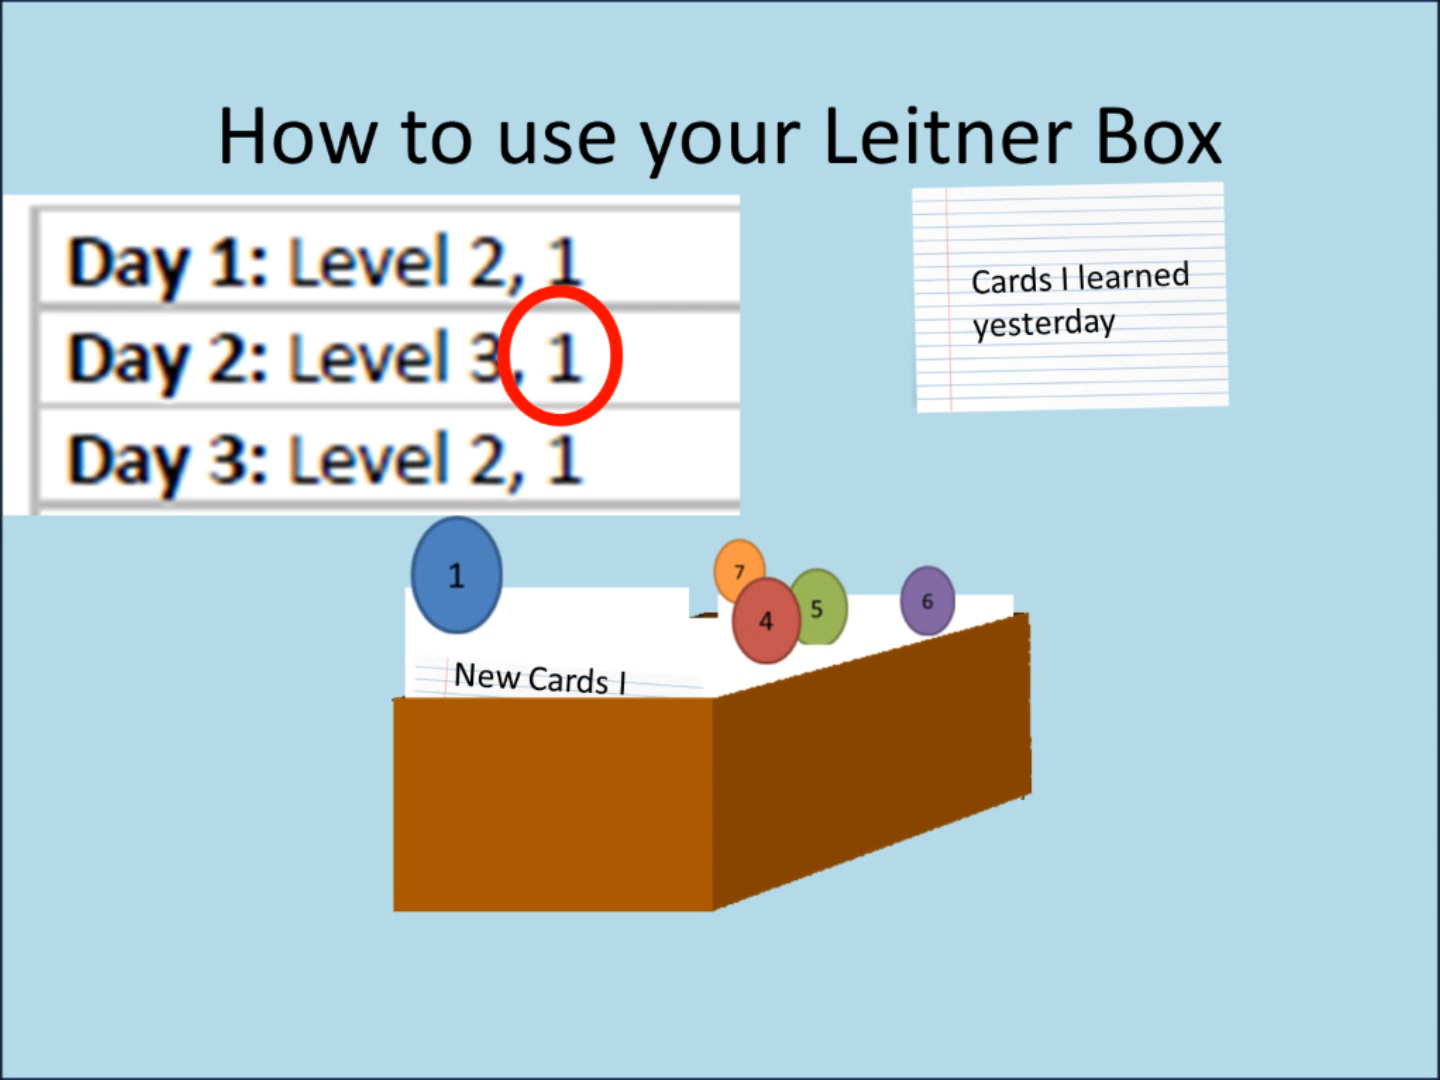 How to use your Leitner Box
Day 1: Level 2, 1
Day 2: Level 3, 1
Day 3: Level 2, 1
Cards I learned
yesterday
1
7
4
5
6
New Cards I